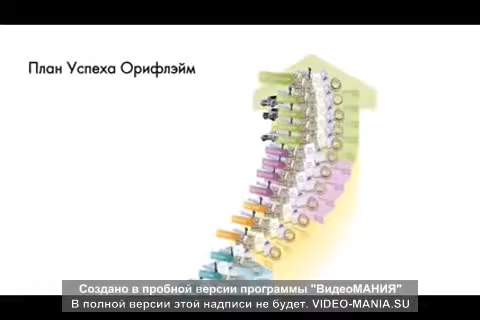 План Успеха Орифлэйм
Создано в пробной версии программы "ВидеоМАНИЯ"
В полной версии этой надписи не будет. VIDEO-MANIA.SU